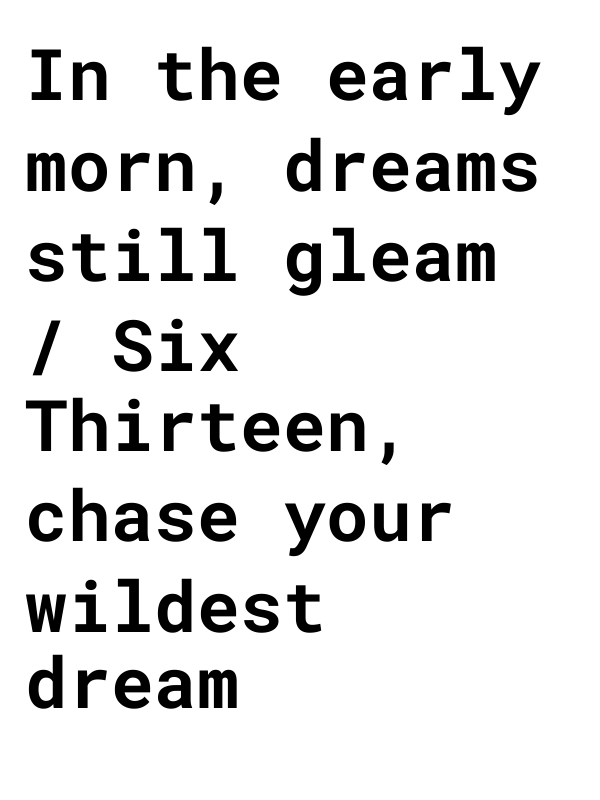 In the early
morn, dreams
still gleam
/ Six
Thirteen,
chase your
wildest
dream